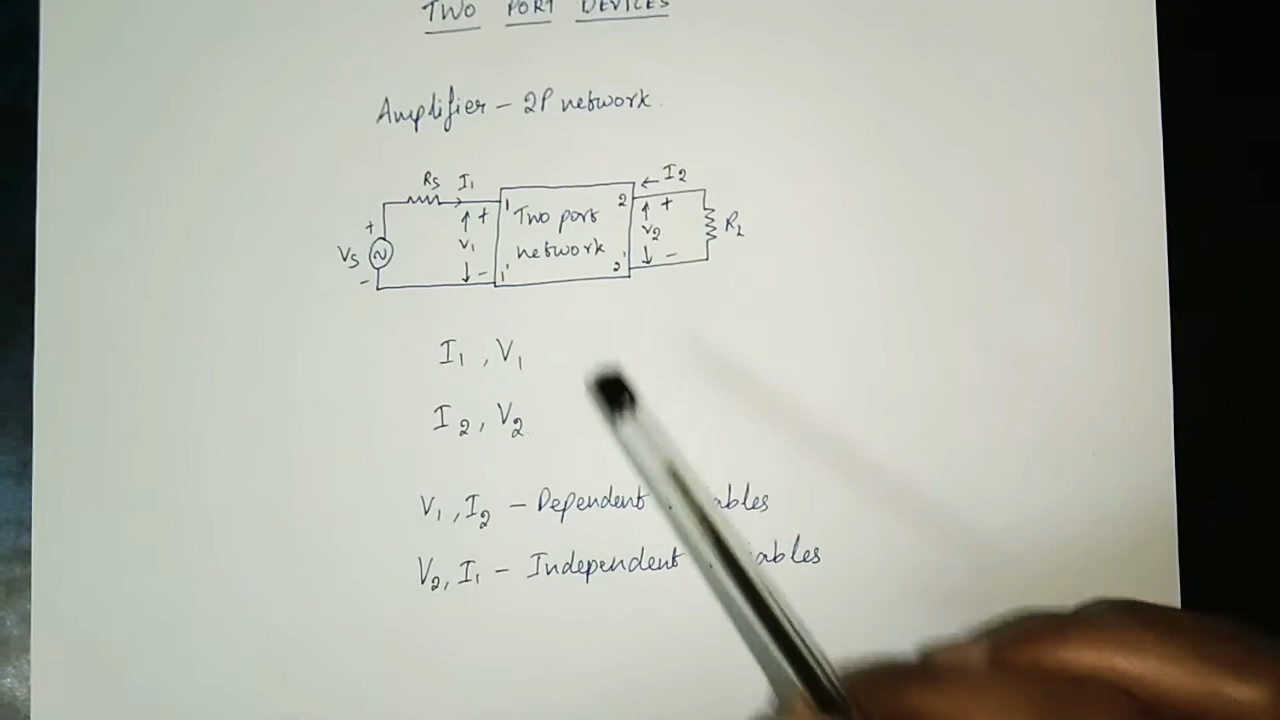 TWO PORT DEVICES
Amplifier - 2P network.
Rs I1
I2
+ 1 Two port 2 +
Vs V1 network V2 RL
- 1' 2' -
I1 , V1
I2 , V2
V1 , I2 - Dependent
V2 , I1 - Independent